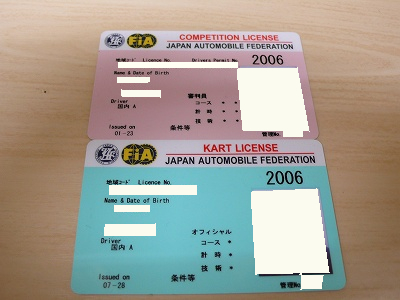 FiA
COMPETITION LICENSE
JAPAN AUTOMOBILE FEDERATION
地域コード Licence No. Drivers Permit No. 2006
Name & Date of Birth
Driver
国内 A
審判員
コース * *
計 時 * *
技 術 * *
Issued on
01-23
条件等
管理No.
FiA
KART LICENSE
JAPAN AUTOMOBILE FEDERATION
2006
地域コード Licence No.
Name & Date of Birth
Driver
国内 A
オフィシャル
コース *
計 時 *
技 術 *
Issued on
07-28
条件等
管理No.